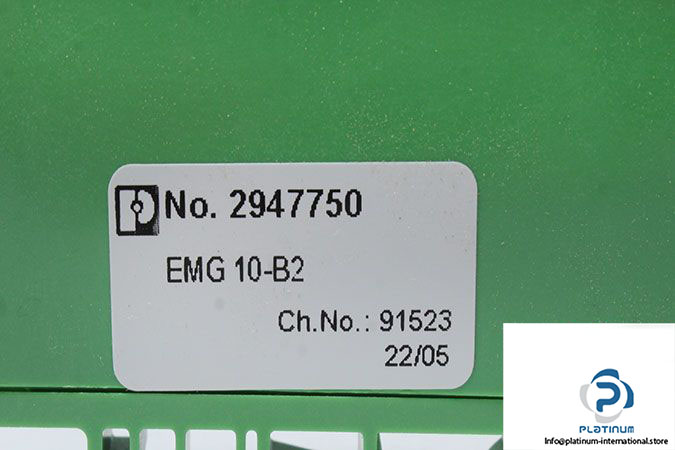 No. 2947750
EMG 10-B2
Ch.No.: 91523
22/05
PLATINUM
Info@platinum-international.store